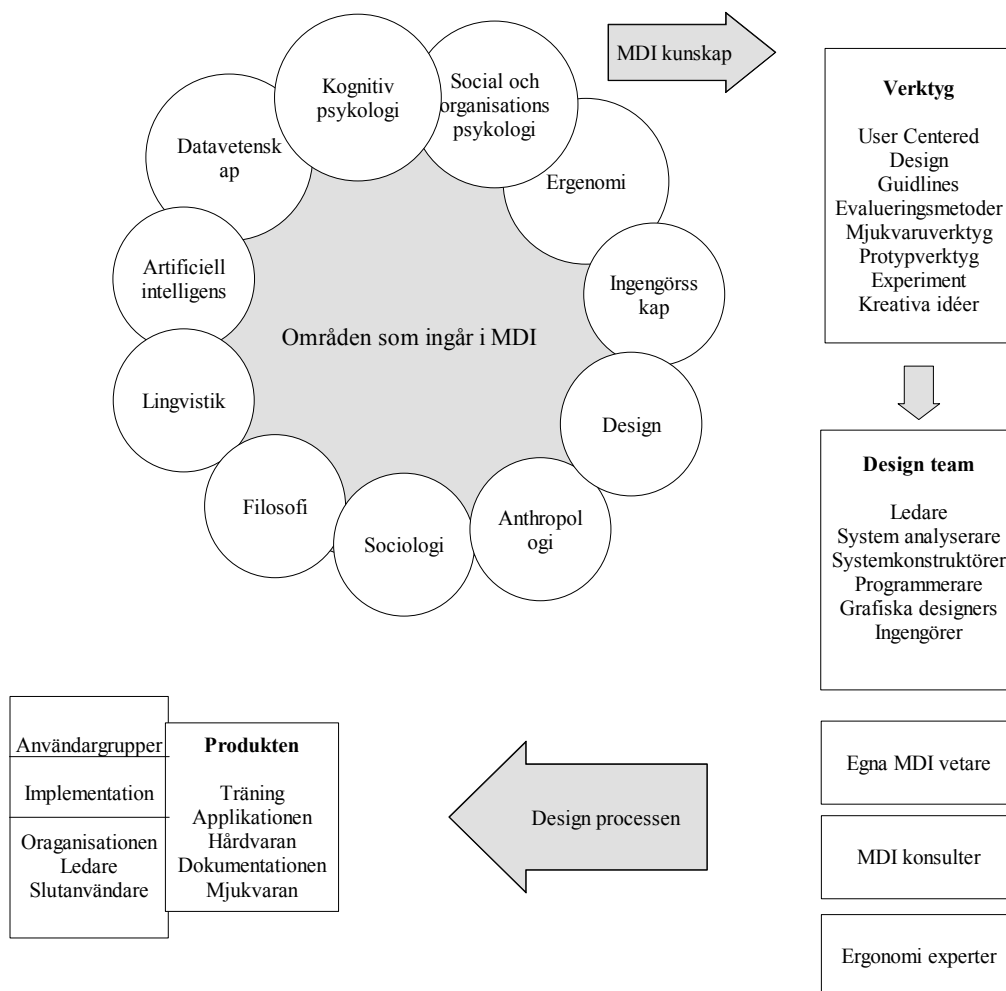 MDI kunskap
Kognitiv
psykologi
Social och
organisations
psykologi
Datavetensk
ap
Ergenomi
Artificiell
intelligens
Ingengörss
kap
Områden som ingår i MDI
Lingvistik
Design
Filosofi
Sociologi
Anthropol
ogi
Verktyg
User Centered
Design
Guidlines
Evalueringsmetoder
Mjukvaruverktyg
Protypverktyg
Experiment
Kreativa idéer
Design team
Ledare
System analyserare
Systemkonstruktörer
Programmerare
Grafiska designers
Ingengörer
Egna MDI vetare
MDI konsulter
Ergonomi experter
Design processen
Produkten
Träning
Applikationen
Hårdvaran
Dokumentationen
Mjukvaran
Användargrupper
Implementation
Oraganisationen
Ledare
Slutanvändare